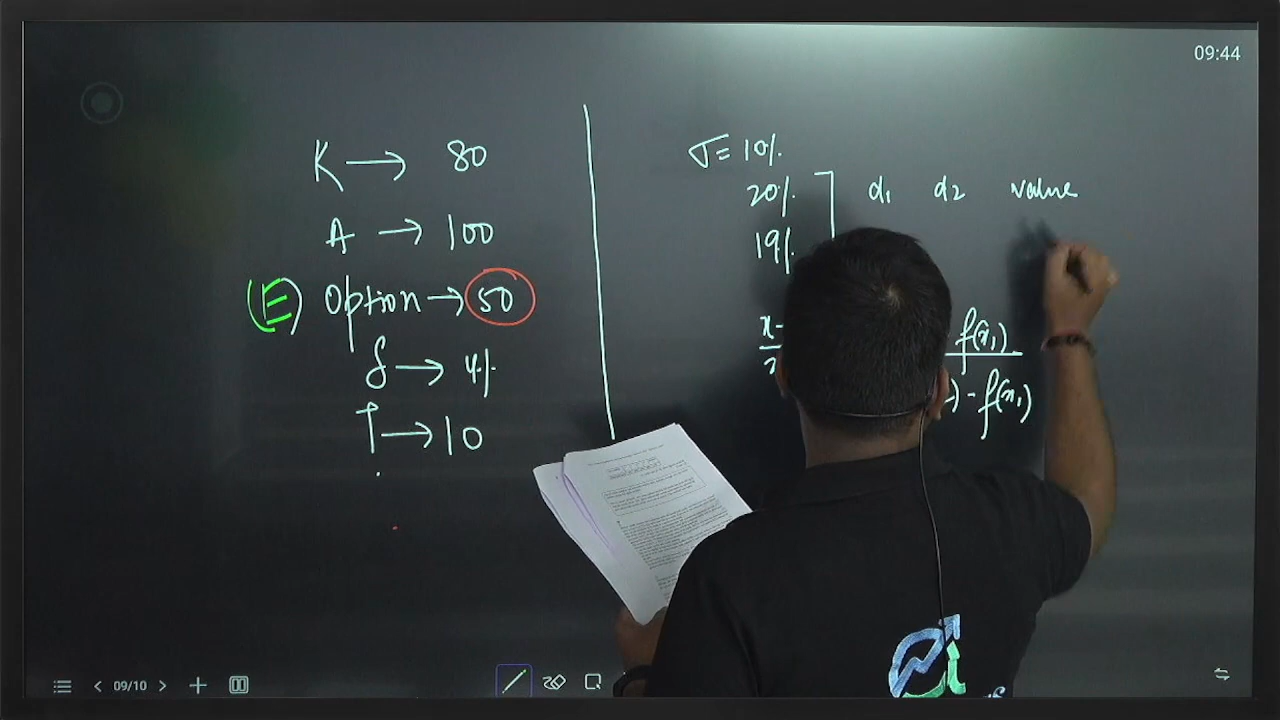 09:44
K → 80
A → 100
(E) Option → 50
δ → 4%
T → 10
σ = 10%
20%
19%
d1 d2 value
f(x1)
) - f(x1)
09/10